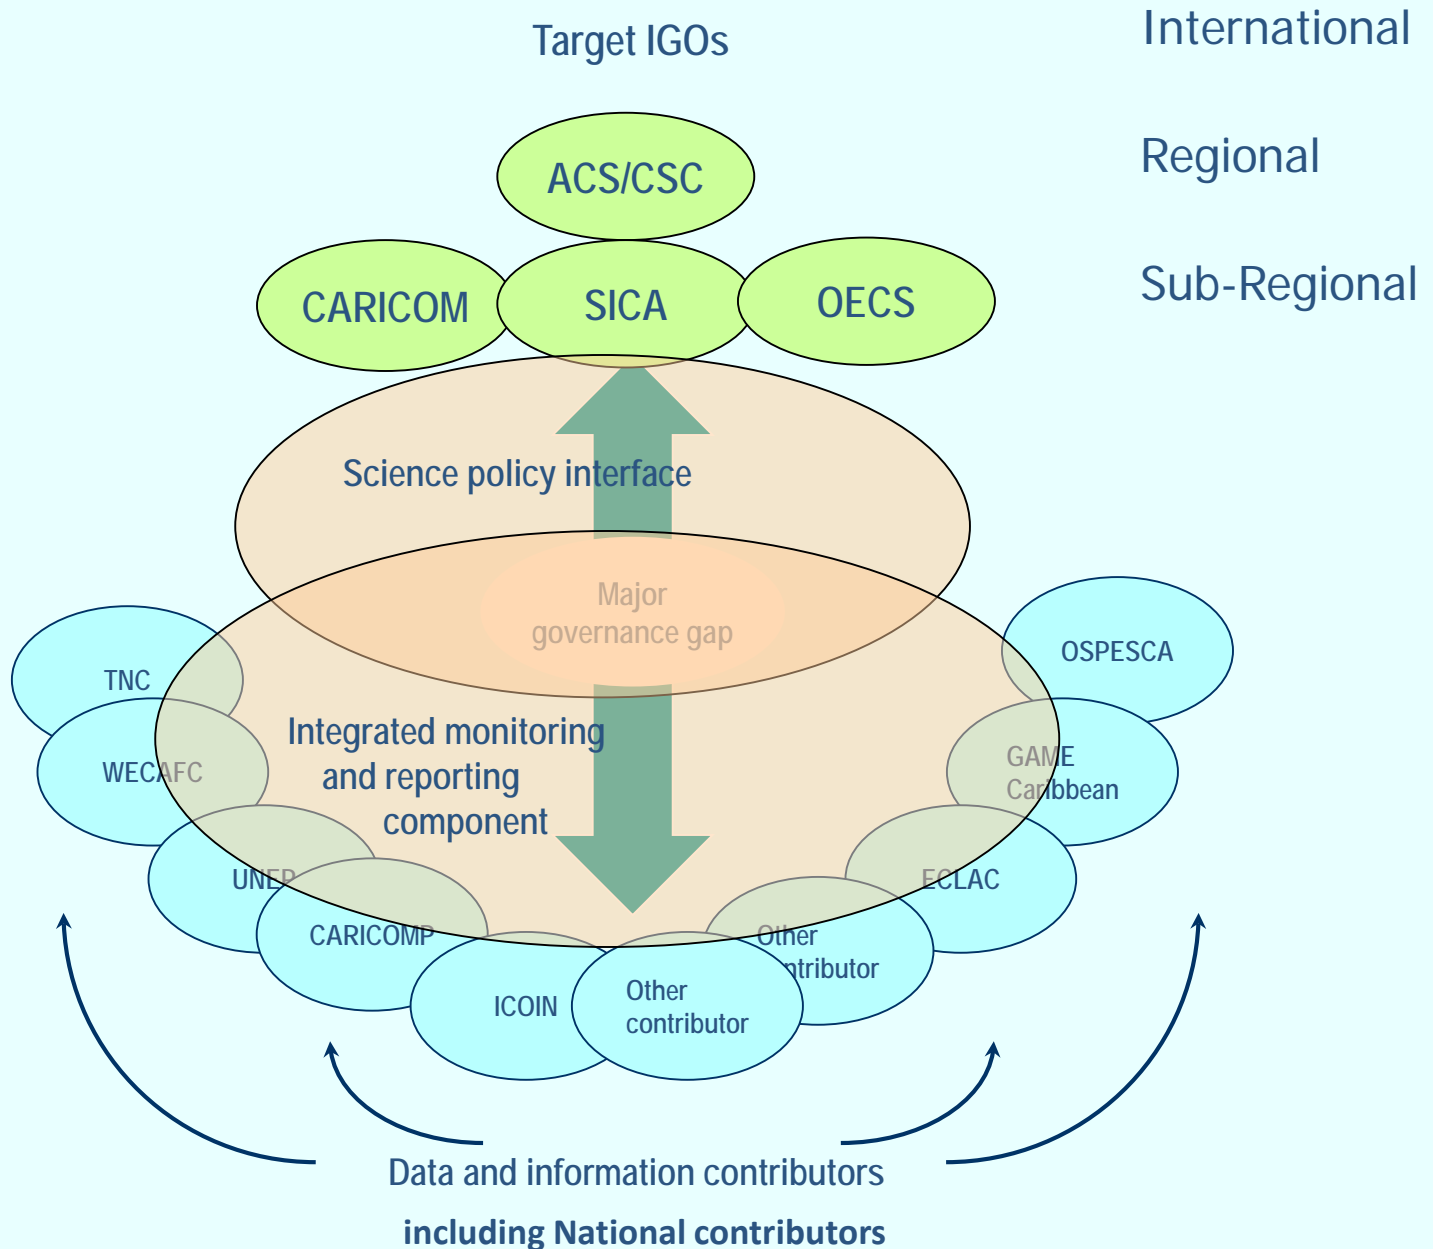 Target IGOs
International
ACS/CSC
Regional
CARICOM
SICA
OECS
Sub-Regional
Science policy interface
Major
governance gap
TNC
OSPESCA
WECAFC
Integrated monitoring
and reporting
component
GAME
Caribbean
UNEP
ECLAC
CARICOMP
Other
ntributor
ICOIN
Other
contributor
Data and information contributors
including National contributors